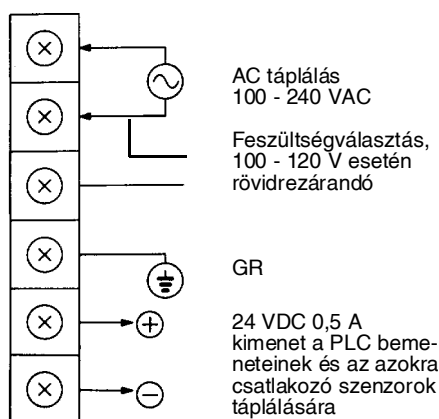 AC táplálás
100 - 240 VAC
Feszültségválasztás,
100 - 120 V esetén
rövidrezárandó
GR
24 VDC 0,5 A
kimenet a PLC beme-
neteinek és az azokra
csatlakozó szenzorok
táplálására